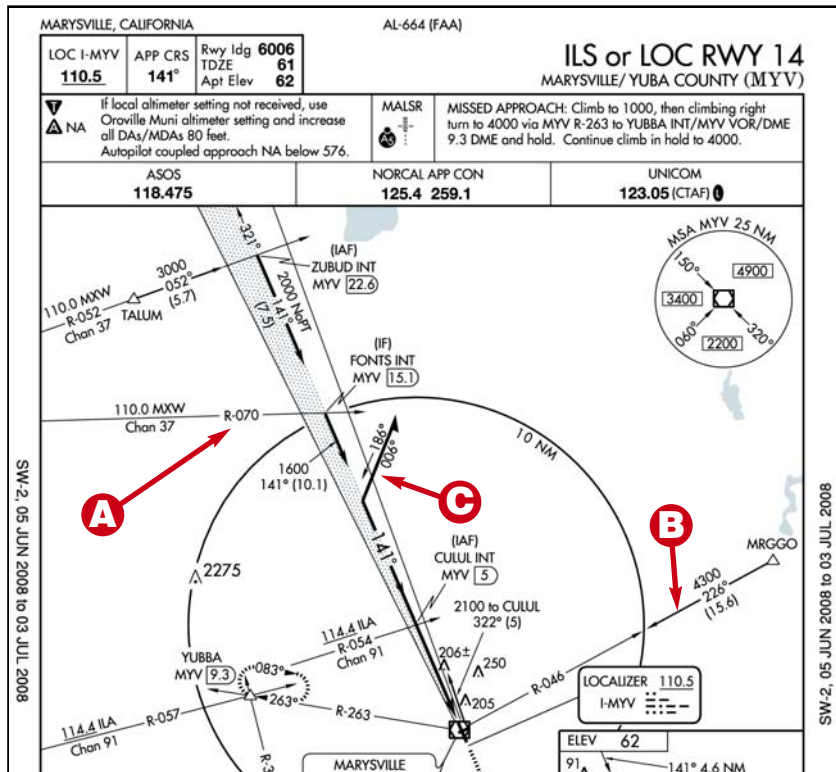 MARYSVILLE, CALIFORNIA
AL-664 (FAA)
LOC I-MYV
110.5
APP CRS
141°
Rwy ldg 6006
TDZE 61
Apt Elev 62
ILS or LOC RWY 14
MARYSVILLE/ YUBA COUNTY (MYV)
T
A NA
If local altimeter setting not received, use
Oroville Muni altimeter setting and increase
all DAs/MDAs 80 feet.
Autopilot coupled approach NA below 576.
MALSR
A5
MISSED APPROACH: Climb to 1000, then climbing right
turn to 4000 via MYV R-263 to YUBBA INT/MYV VOR/DME
9.3 DME and hold. Continue climb in hold to 4000.
ASOS
118.475
NORCAL APP CON
125.4 259.1
UNICOM
123.05 (CTAF) L
321°
(IAF)
ZUBUD INT
MYV 22.6
3000
052°
(5.7)
110.0 MXW
R-052
Chan 37
TALUM
2000 NoPT
141°
(7.5)
MSA MYV 25 NM
150°
4900
3400
060°
2200
320°
(IF)
FONTS INT
MYV 15.1
110.0 MXW
R-070
Chan 37
186°
006°
10 NM
1600
141° (10.1)
A
C
B
141°
(IAF)
CULUL INT
MYV 5
MRGGO
4300
226°
(15.6)
2275
2100 to CULUL
322° (5)
114.4 ILA
R-054
Chan 91
206±
250
205
YUBBA
MYV 9.3
083°
263°
R-263
R-046
LOCALIZER 110.5
I-MYV
114.4 ILA
R-057
Chan 91
R-3
MARYSVILLE
ELEV 62
91
141° 4.6 NM
SW-2, 05 JUN 2008 to 03 JUL 2008
SW-2, 05 JUN 2008 to 03 JUL 2008